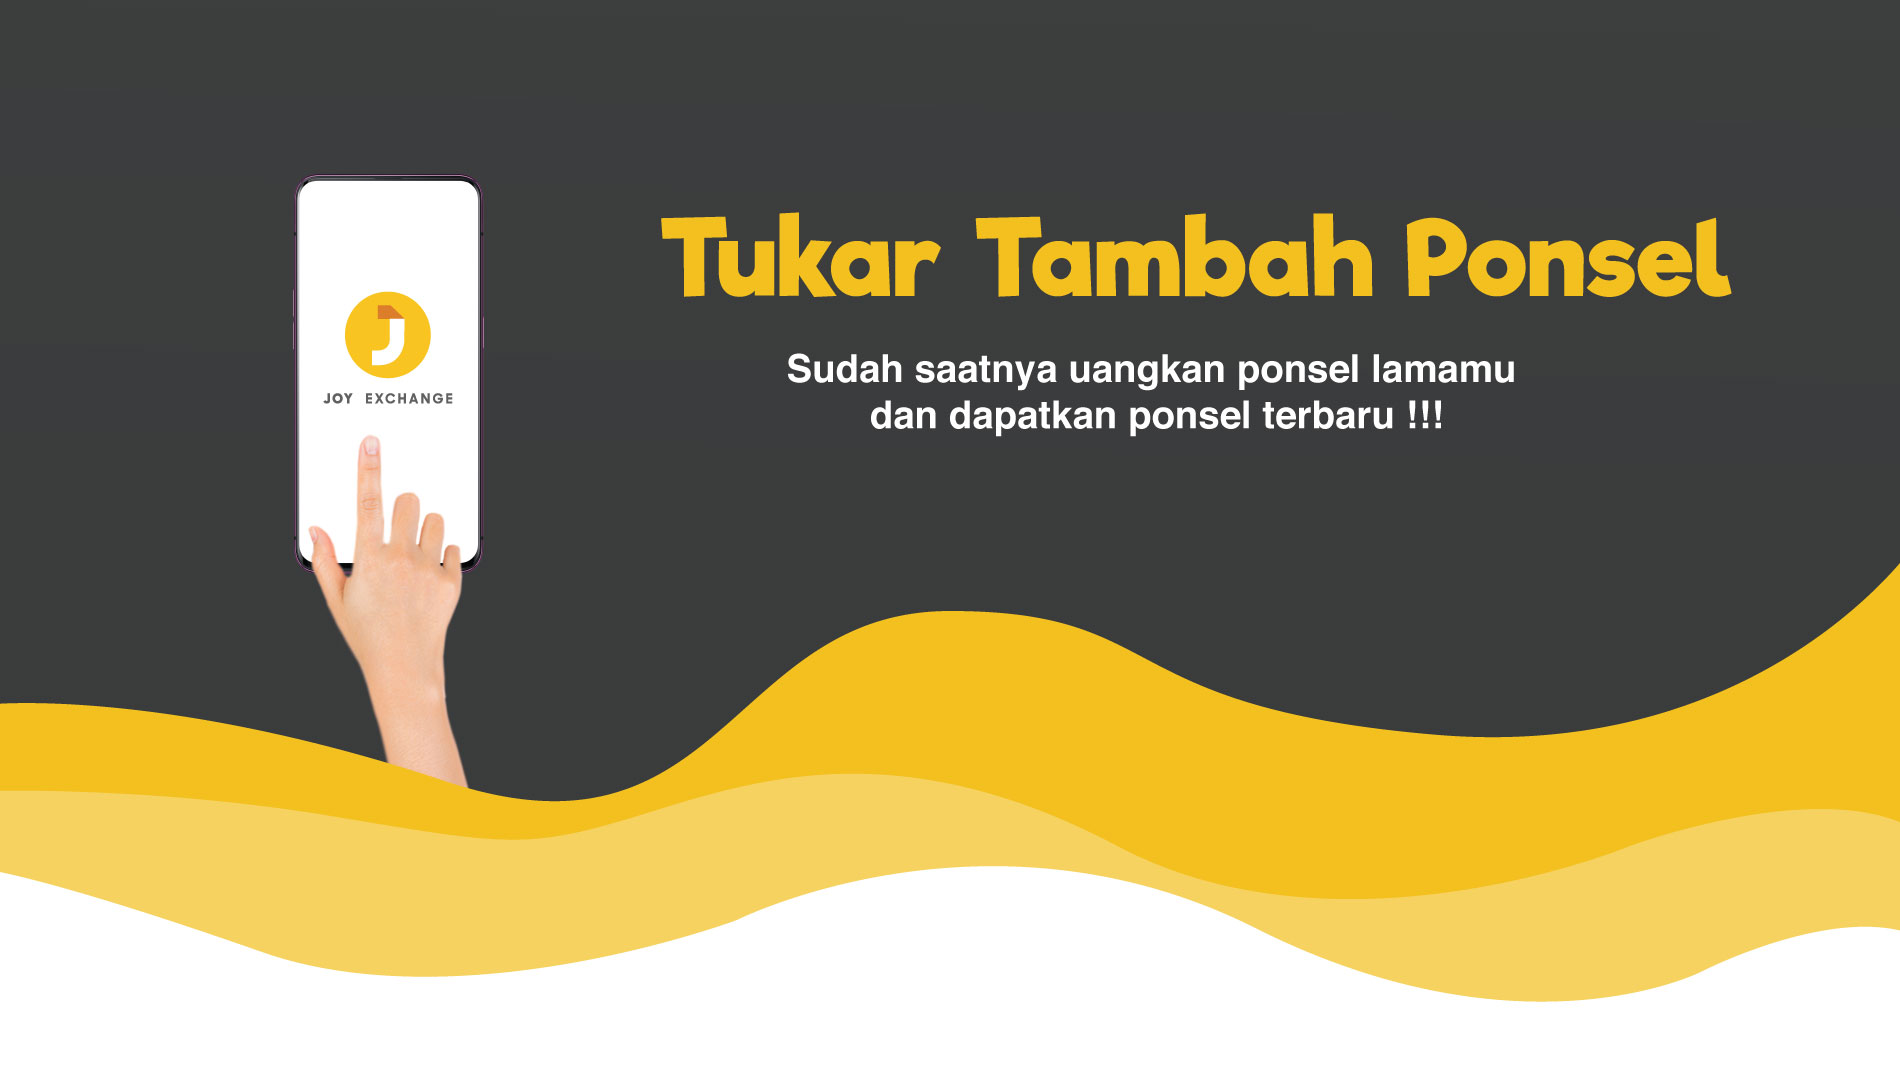 JOY EXCHANGE
Tukar Tambah Ponsel
Sudah saatnya uangkan ponsel lamamu
dan dapatkan ponsel terbaru !!!